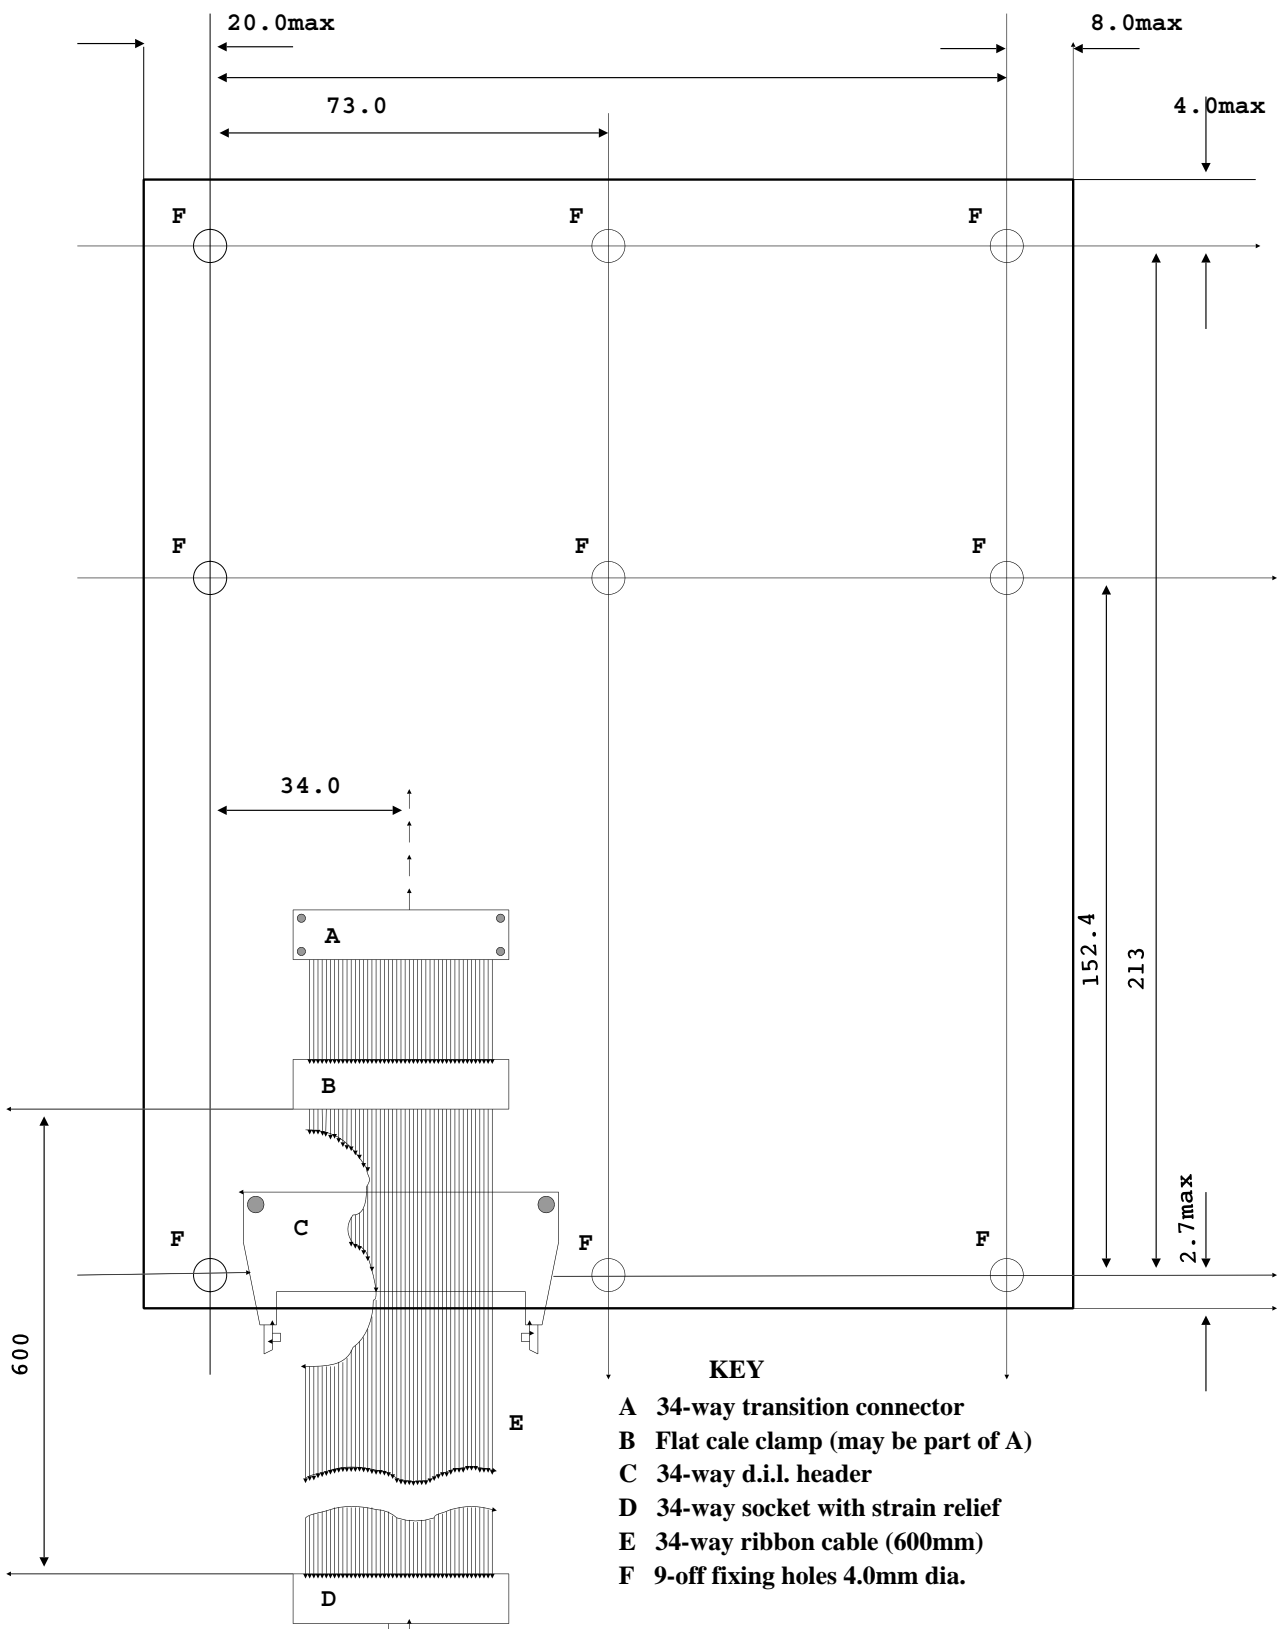 20.0max
8.0max
73.0
4.0max
F F F
F F F
34.0
A
152.4
213
B
2.7max
C
F F F
600
E
D
KEY
A 34-way transition connector
B Flat cale clamp (may be part of A)
C 34-way d.i.l. header
D 34-way socket with strain relief
E 34-way ribbon cable (600mm)
F 9-off fixing holes 4.0mm dia.